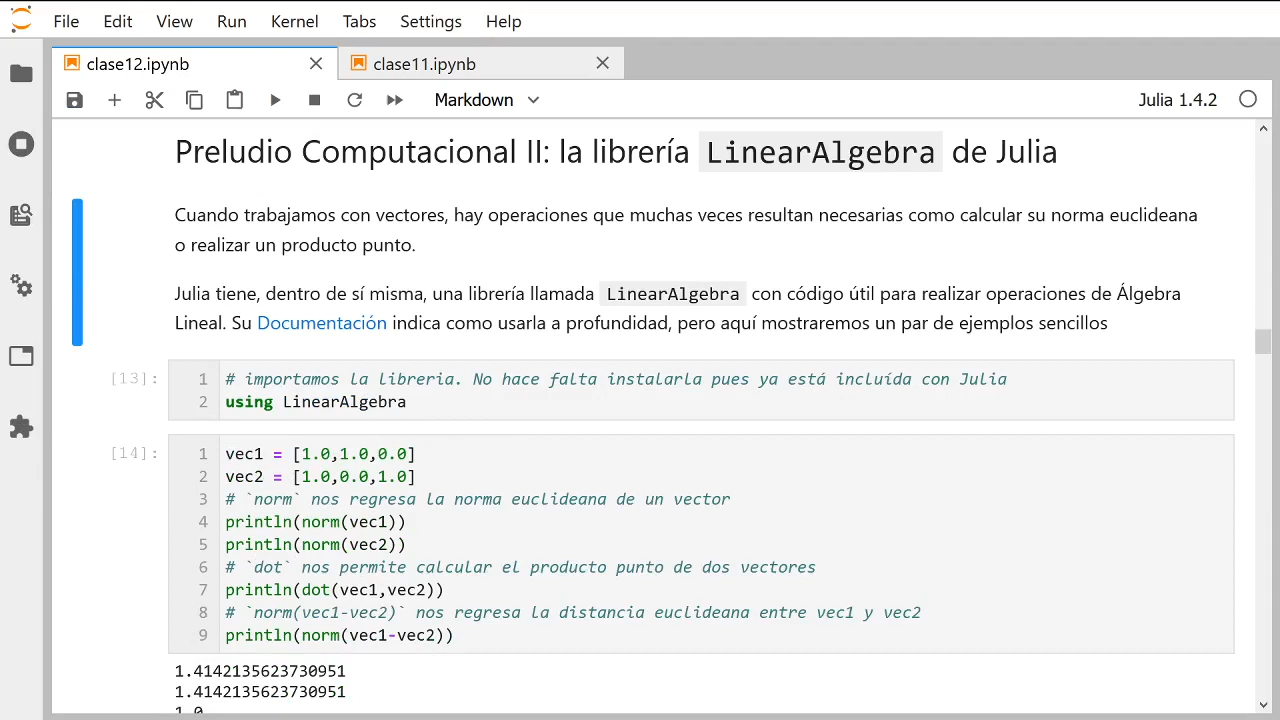 File Edit View Run Kernel Tabs Settings Help
clase12.ipynb clase11.ipynb
Markdown Julia 1.4.2
Preludio Computacional II: la librería LinearAlgebra de Julia
Cuando trabajamos con vectores, hay operaciones que muchas veces resultan necesarias como calcular su norma euclideana
o realizar un producto punto.
Julia tiene, dentro de sí misma, una librería llamada LinearAlgebra con código útil para realizar operaciones de Álgebra
Lineal. Su Documentación indica como usarla a profundidad, pero aquí mostraremos un par de ejemplos sencillos
[13]: 1 # importamos la libreria. No hace falta instalarla pues ya está incluída con Julia
2 using LinearAlgebra
[14]: 1 vec1 = [1.0,1.0,0.0]
2 vec2 = [1.0,0.0,1.0]
3 # `norm` nos regresa la norma euclideana de un vector
4 println(norm(vec1))
5 println(norm(vec2))
6 # `dot` nos permite calcular el producto punto de dos vectores
7 println(dot(vec1,vec2))
8 # `norm(vec1-vec2)` nos regresa la distancia euclideana entre vec1 y vec2
9 println(norm(vec1-vec2))
1.4142135623730951
1.4142135623730951
1.0